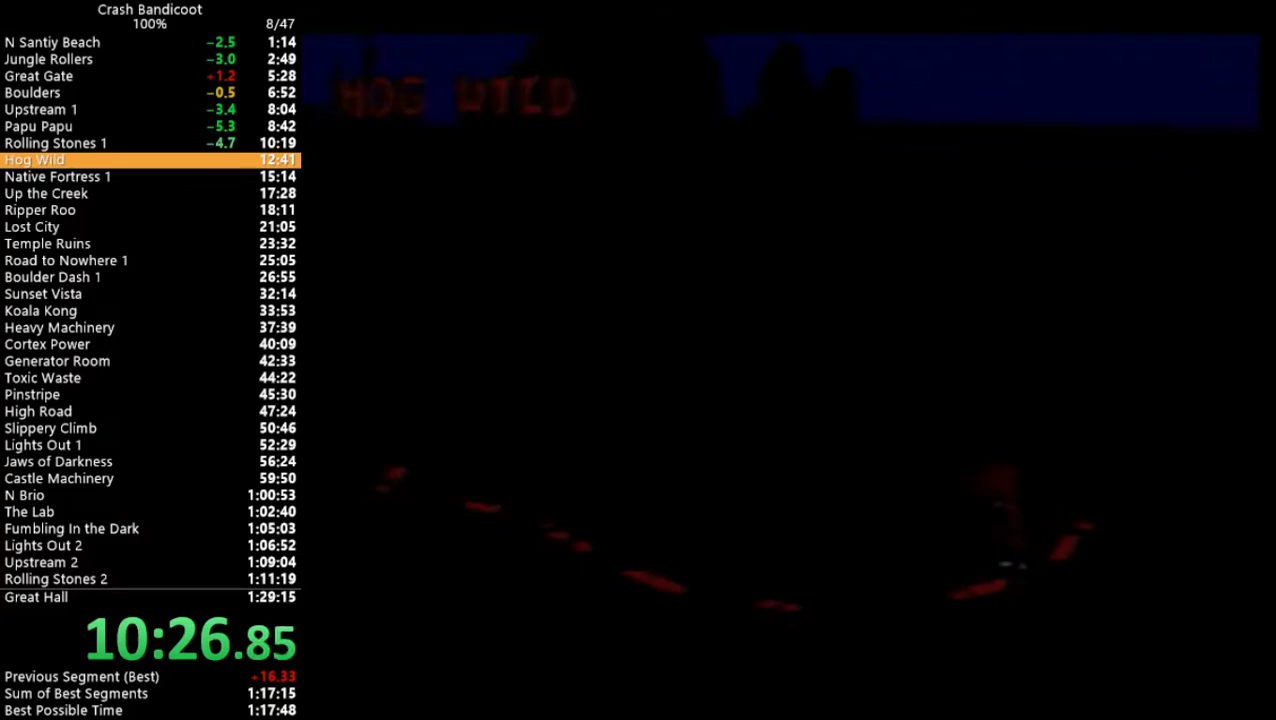 Crash Bandicoot
100% 8/47
N Santiy Beach −2.5 1:14
Jungle Rollers −3.0 2:49
Great Gate +1.2 5:28
Boulders −0.5 6:52
Upstream 1 −3.4 8:04
Papu Papu −5.3 8:42
Rolling Stones 1 −4.7 10:19
Hog Wild 12:41
Native Fortress 1 15:14
Up the Creek 17:28
Ripper Roo 18:11
Lost City 21:05
Temple Ruins 23:32
Road to Nowhere 1 25:05
Boulder Dash 1 26:55
Sunset Vista 32:14
Koala Kong 33:53
Heavy Machinery 37:39
Cortex Power 40:09
Generator Room 42:33
Toxic Waste 44:22
Pinstripe 45:30
High Road 47:24
Slippery Climb 50:46
Lights Out 1 52:29
Jaws of Darkness 56:24
Castle Machinery 59:50
N Brio 1:00:53
The Lab 1:02:40
Fumbling In the Dark 1:05:03
Lights Out 2 1:06:52
Upstream 2 1:09:04
Rolling Stones 2 1:11:19
Great Hall 1:29:15
10:26.85
Previous Segment (Best) +16.33
Sum of Best Segments 1:17:15
Best Possible Time 1:17:48
HOG WILD